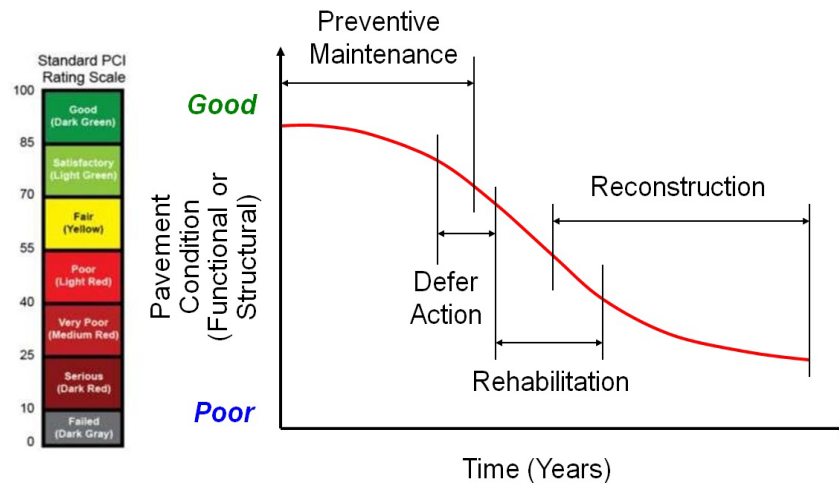 Standard PCI
Rating Scale
100
Good
(Dark Green)
85
Satisfactory
(Light Green)
70
Fair
(Yellow)
55
Poor
(Light Red)
40
Very Poor
(Medium Red)
25
Serious
(Dark Red)
10
Failed
(Dark Gray)
0
Pavement
Condition
(Functional or
Structural)
Good
Poor
Preventive
Maintenance
Defer
Action
Rehabilitation
Reconstruction
Time (Years)